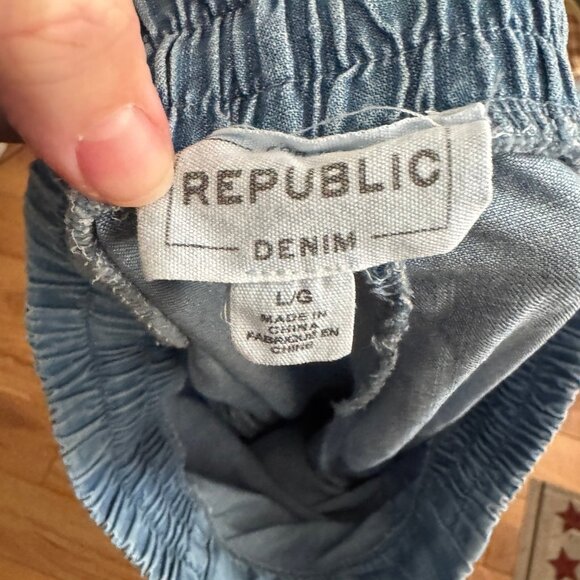 REPUBLIC
DENIM
L/G
MADE IN
CHINA
FABRIQUÉ EN
CHINE